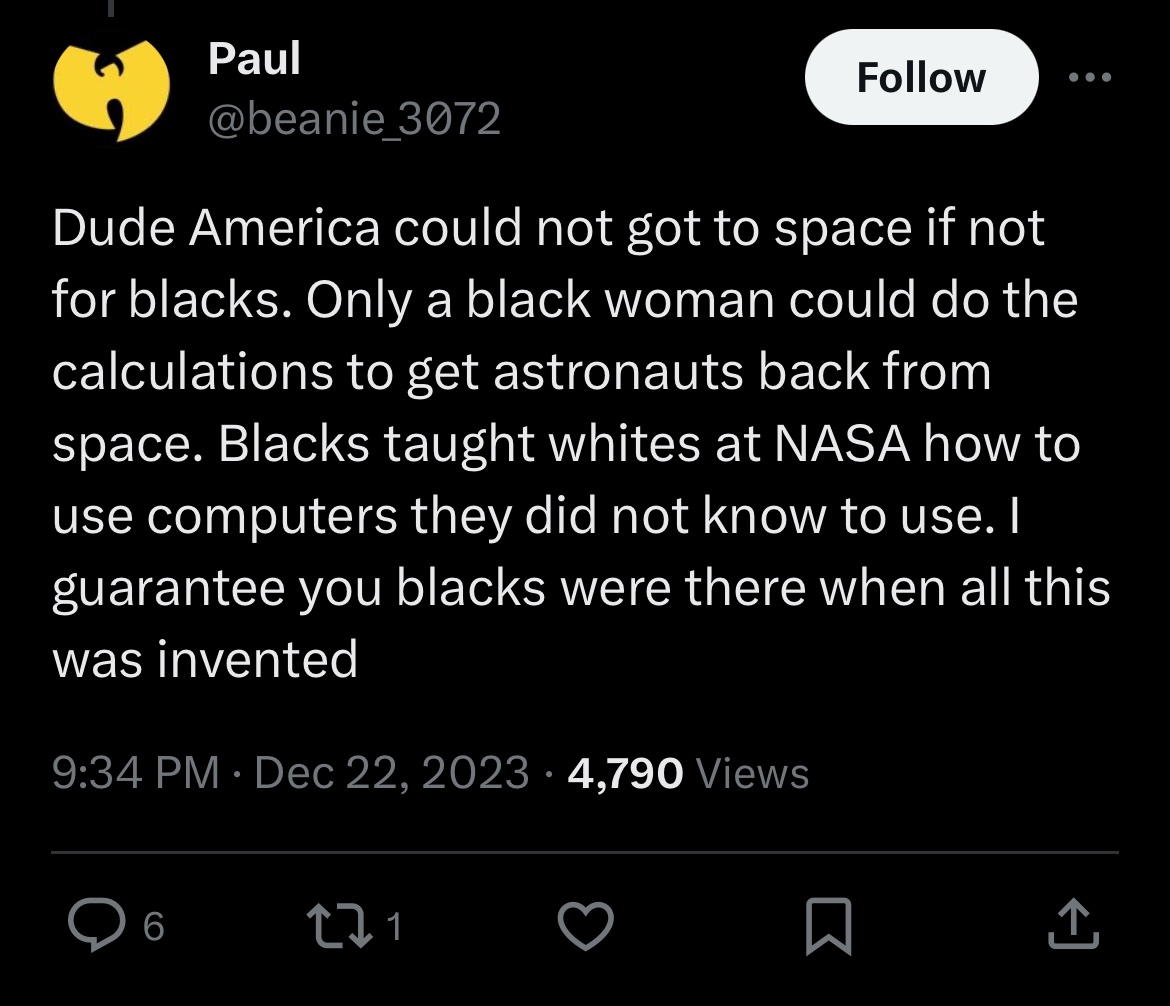 Paul
Follow
@beanie_3072
Dude America could not got to space if not
for blacks. Only a black woman could do the
calculations to get astronauts back from
space. Blacks taught whites at NASA how to
use computers they did not know to use. I
guarantee you blacks were there when all this
was invented
9:34 PM · Dec 22, 2023 · 4,790 Views
6 1